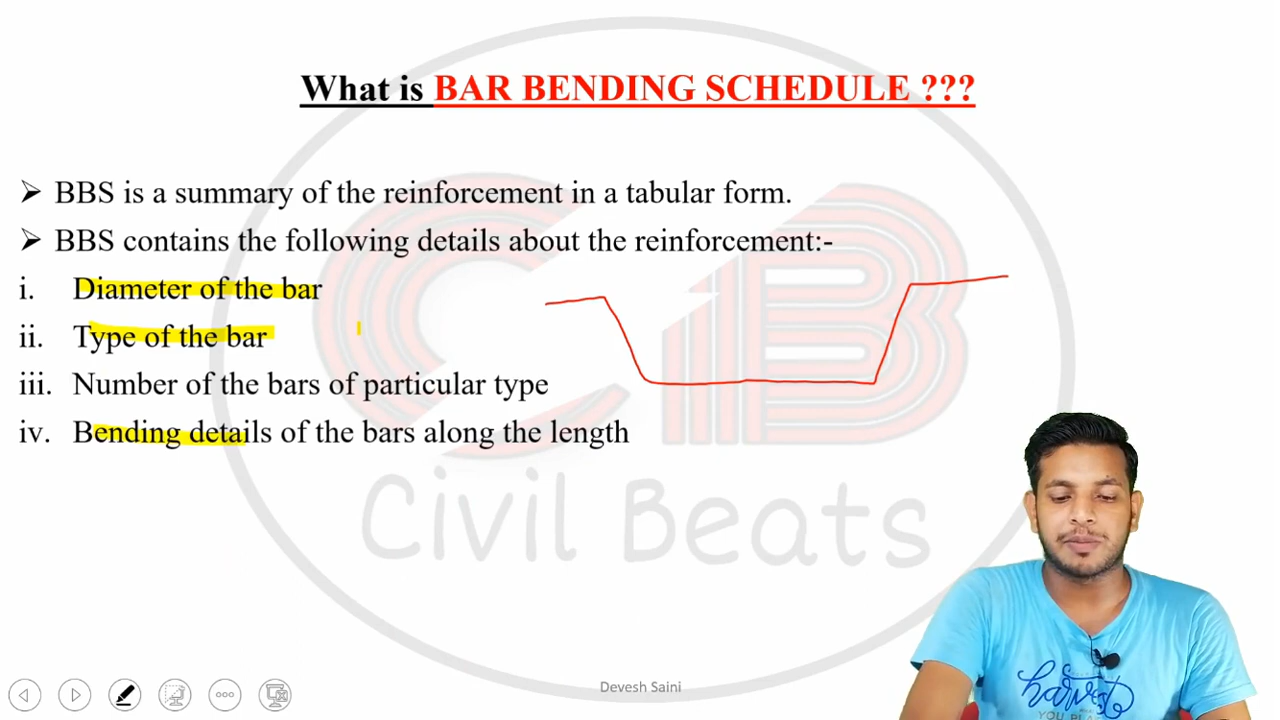 What is BAR BENDING SCHEDULE ???
➢ BBS is a summary of the reinforcement in a tabular form.
➢ BBS contains the following details about the reinforcement:-
i. Diameter of the bar
ii. Type of the bar
iii. Number of the bars of particular type
iv. Bending details of the bars along the length
CB
Civil Beats
Devesh Saini
harvest